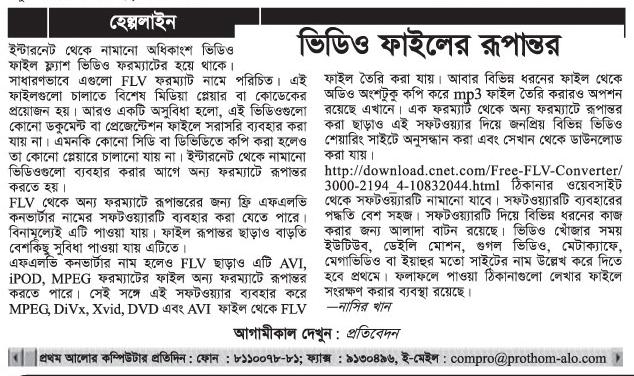 হেল্পলাইন
ভিডিও ফাইলের রূপান্তর
ইন্টারনেট থেকে নামানো অধিকাংশ ভিডিও
ফাইল ফ্ল্যাশ ভিডিও ফরম্যাটের হয়ে থাকে।
সাধারণভাবে এগুলো FLV ফরম্যাট নামে পরিচিত। এই
ফাইলগুলো চালাতে বিশেষ মিডিয়া প্লেয়ার বা কোডেকের
প্রয়োজন হয়। আরও একটি অসুবিধা হলো, এই ভিডিওগুলো
কোনো ডকুমেন্ট বা প্রেজেন্টেশন ফাইলে সরাসরি ব্যবহার করা
যায় না। এমনকি কোনো সিডি বা ডিভিডিতে কপি করা হলেও
তা কোনো প্লেয়ারে চালানো যায় না। ইন্টারনেট থেকে নামানো
ভিডিওগুলো ব্যবহার করার আগে অন্য ফরম্যাটে রূপান্তর
করতে হয়।
FLV থেকে অন্য ফরম্যাটে রূপান্তরের জন্য ফ্রি এফএলভি
কনভার্টার নামের সফটওয়্যারটি ব্যবহার করা যেতে পারে।
বিনামূল্যেই এটি পাওয়া যায়। ফাইল রূপান্তর ছাড়াও বাড়তি
বেশকিছু সুবিধা পাওয়া যায় এটিতে।
এফএলভি কনভার্টার নাম হলেও FLV ছাড়াও এটি AVI,
iPOD, MPEG ফরম্যাটের ফাইল অন্য ফরম্যাটে রূপান্তর
করতে পারে। সেই সঙ্গে এই সফটওয়্যার ব্যবহার করে
MPEG, DiVx, Xvid, DVD এবং AVI ফাইল থেকে FLV
ফাইল তৈরি করা যায়। আবার বিভিন্ন ধরনের ফাইল থেকে
অডিও অংশটুকু কপি করে mp3 ফাইল তৈরি করারও অপশন
রয়েছে এখানে। এক ফরম্যাট থেকে অন্য ফরম্যাটে রূপান্তর
করা ছাড়াও এই সফটওয়্যার দিয়ে জনপ্রিয় বিভিন্ন ভিডিও
শেয়ারিং সাইটে অনুসন্ধান করা এবং সেখান থেকে ডাউনলোড
করা যায়।
http://download.cnet.com/Free-FLV-Converter/
3000-2194_4-10832044.html ঠিকানার ওয়েবসাইট
থেকে সফটওয়্যারটি নামানো যাবে। সফটওয়্যারটি ব্যবহারের
পদ্ধতি বেশ সহজ। সফটওয়্যারটি দিয়ে বিভিন্ন ধরনের কাজ
করার জন্য আলাদা বাটন রয়েছে। ভিডিও খোঁজার সময়
ইউটিউব, ডেইলি মোশন, গুগল ভিডিও, মেটাক্যাফে,
মেগাভিডিও বা ইয়াহুর মতো সাইটের নাম উল্লেখ করে দিতে
হবে প্রথমে। ফলাফলে পাওয়া ঠিকানাগুলো লেখার ফাইলে
সংরক্ষণ করার ব্যবস্থা রয়েছে।
—নাসির খান
আগামীকাল দেখুন : প্রতিবেদন
প্রথম আলোর কম্পিউটার প্রতিদিন : ফোন : ৮১১০০৭৮-৮১; ফ্যাক্স : ৯১৩০৪৯৬, ই-মেইল : compro@prothom-alo.com